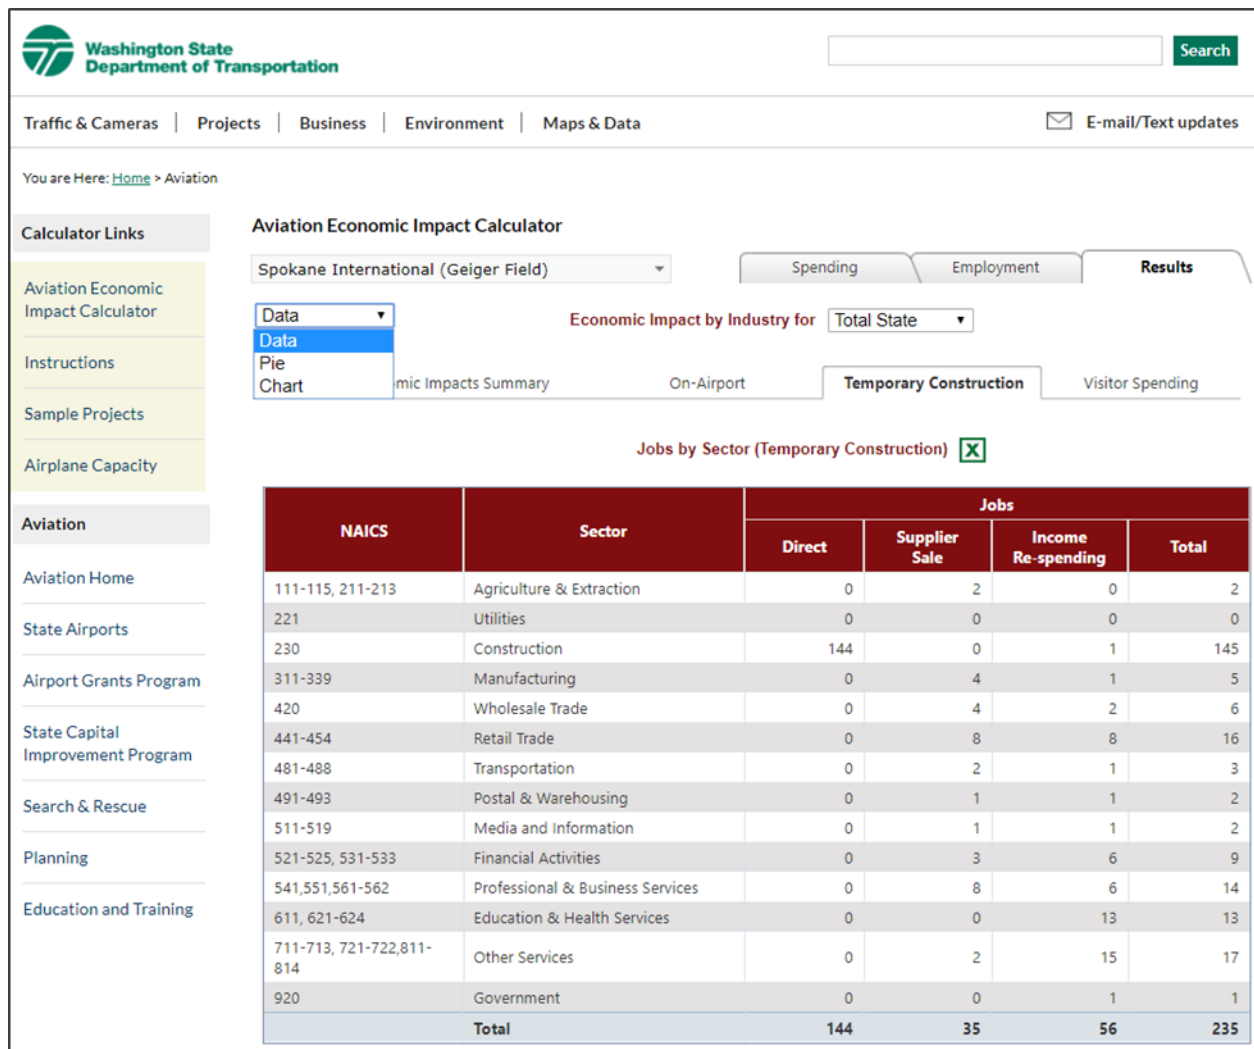 Washington State
Department of Transportation
Search
Traffic & Cameras | Projects | Business | Environment | Maps & Data
E-mail/Text updates
You are Here: Home > Aviation
Calculator Links
Aviation Economic
Impact Calculator
Instructions
Sample Projects
Airplane Capacity
Aviation
Aviation Home
State Airports
Airport Grants Program
State Capital
Improvement Program
Search & Rescue
Planning
Education and Training
Aviation Economic Impact Calculator
Spokane International (Geiger Field)
Spending Employment Results
Data
Data
Pie
Chart
Economic Impact by Industry for Total State
mic Impacts Summary On-Airport Temporary Construction Visitor Spending
Jobs by Sector (Temporary Construction) X
NAICS Sector Jobs
Direct Supplier Sale Income Re-spending Total
111-115, 211-213 Agriculture & Extraction 0 2 0 2
221 Utilities 0 0 0 0
230 Construction 144 0 1 145
311-339 Manufacturing 0 4 1 5
420 Wholesale Trade 0 4 2 6
441-454 Retail Trade 0 8 8 16
481-488 Transportation 0 2 1 3
491-493 Postal & Warehousing 0 1 1 2
511-519 Media and Information 0 1 1 2
521-525, 531-533 Financial Activities 0 3 6 9
541,551,561-562 Professional & Business Services 0 8 6 14
611, 621-624 Education & Health Services 0 0 13 13
711-713, 721-722,811-
814 Other Services 0 2 15 17
920 Government 0 0 1 1
Total 144 35 56 235